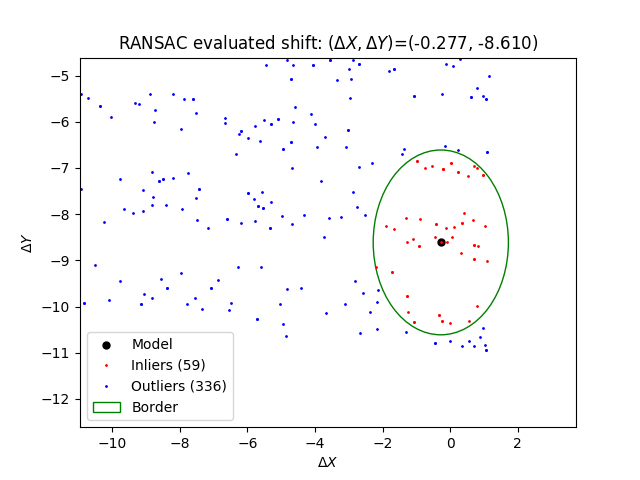 RANSAC evaluated shift: (ΔX, ΔY)=(-0.277, -8.610)
−5
−6
−7
−8
−9
−10
−11
−12
ΔY
Model
Inliers (59)
Outliers (336)
Border
−10 −8 −6 −4 −2 0 2
ΔX